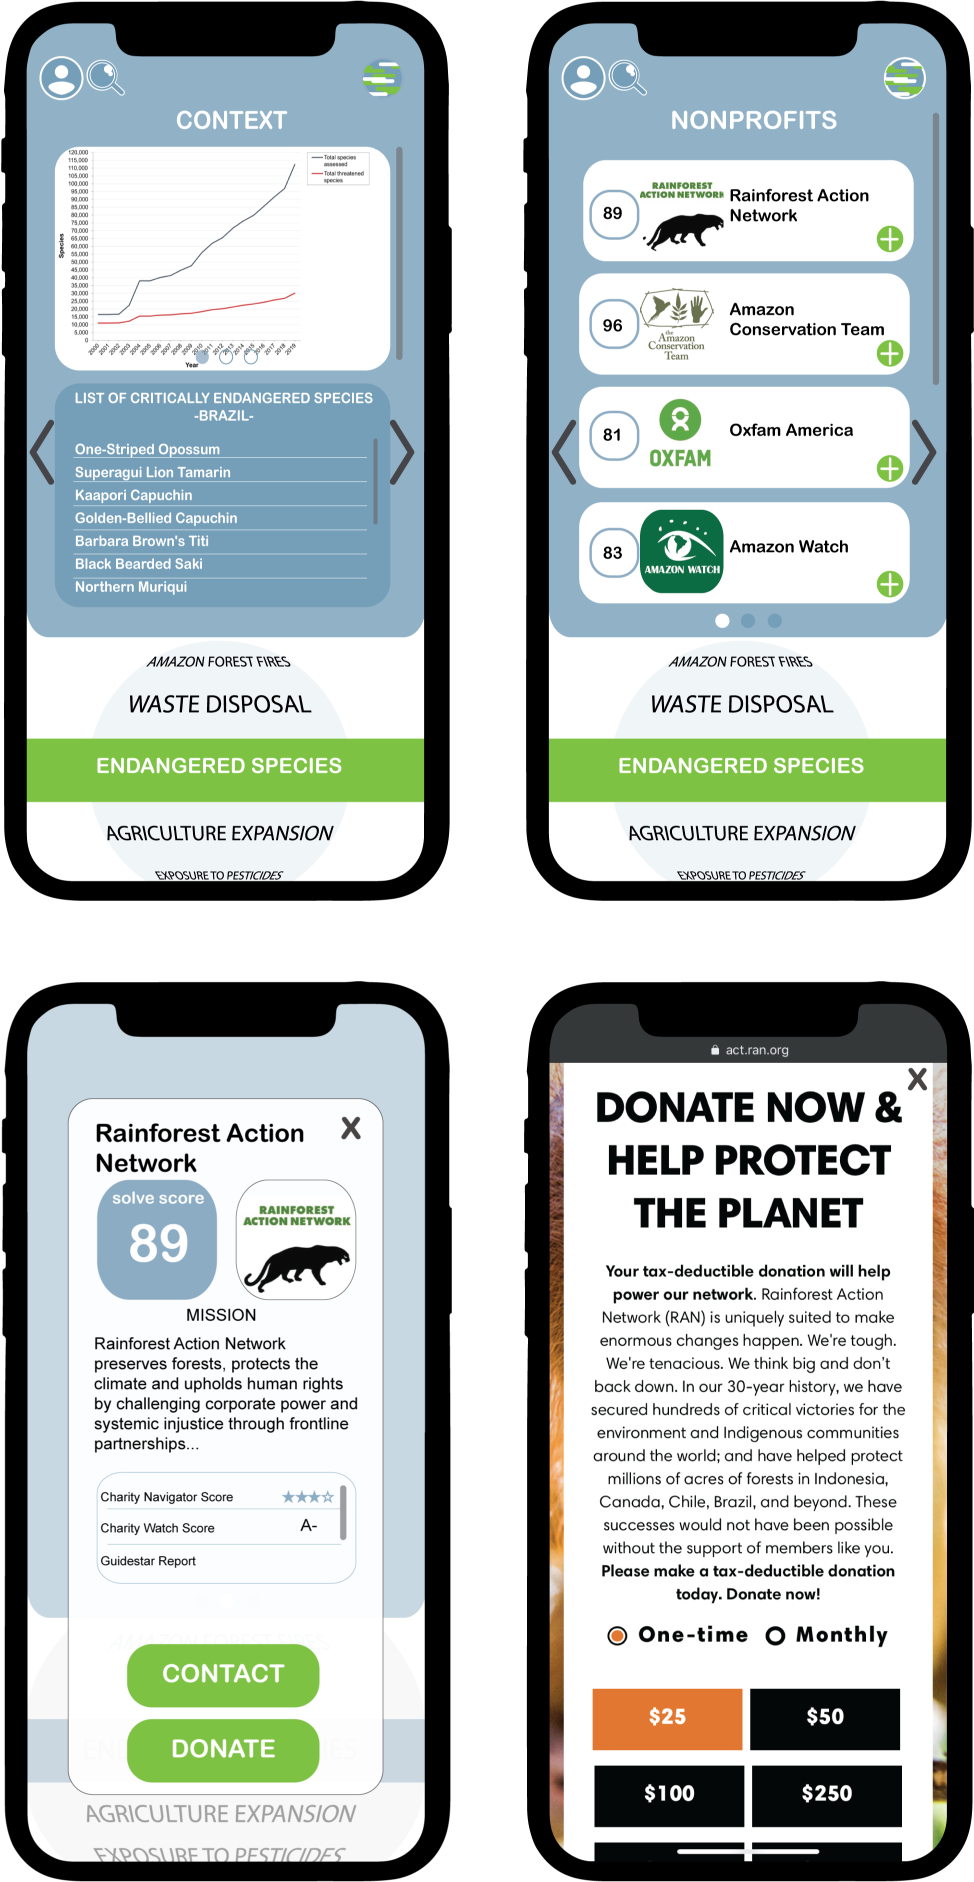 CONTEXT
120,000
115,000
110,000
105,000
100,000
95,000
90,000
85,000
80,000
75,000
70,000
65,000
60,000
55,000
50,000
45,000
40,000
35,000
30,000
25,000
20,000
15,000
10,000
5,000
0
Species
Total species
assessed
Total threatened
species
2000 2001 2002 2003 2004 2005 2006 2007 2008 2009 2010 2011 2012 2013 2014 2015 2016 2017 2018 2019
Year
LIST OF CRITICALLY ENDANGERED SPECIES
-BRAZIL-
One-Striped Opossum
Superagui Lion Tamarin
Kaapori Capuchin
Golden-Bellied Capuchin
Barbara Brown's Titi
Black Bearded Saki
Northern Muriqui
AMAZON FOREST FIRES
WASTE DISPOSAL
ENDANGERED SPECIES
AGRICULTURE EXPANSION
EXPOSURE TO PESTICIDES
NONPROFITS
89
RAINFOREST
ACTION NETWORK
Rainforest Action
Network
96
the
Amazon
Conservation
Team
Amazon
Conservation Team
81
OXFAM
Oxfam America
83
AMAZON WATCH
Amazon Watch
AMAZON FOREST FIRES
WASTE DISPOSAL
ENDANGERED SPECIES
AGRICULTURE EXPANSION
EXPOSURE TO PESTICIDES
Rainforest Action
Network
X
solve score
89
RAINFOREST
ACTION NETWORK
MISSION
Rainforest Action Network
preserves forests, protects the
climate and upholds human rights
by challenging corporate power and
systemic injustice through frontline
partnerships...
Charity Navigator Score
Charity Watch Score A-
Guidestar Report
AMAZON FOREST FIRES
CONTACT
DONATE
AGRICULTURE EXPANSION
EXPOSURE TO PESTICIDES
act.ran.org
X
DONATE NOW &
HELP PROTECT
THE PLANET
Your tax-deductible donation will help
power our network. Rainforest Action
Network (RAN) is uniquely suited to make
enormous changes happen. We're tough.
We're tenacious. We think big and don't
back down. In our 30-year history, we have
secured hundreds of critical victories for the
environment and Indigenous communities
around the world; and have helped protect
millions of acres of forests in Indonesia,
Canada, Chile, Brazil, and beyond. These
successes would not have been possible
without the support of members like you.
Please make a tax-deductible donation
today. Donate now!
One-time Monthly
$25 $50
$100 $250